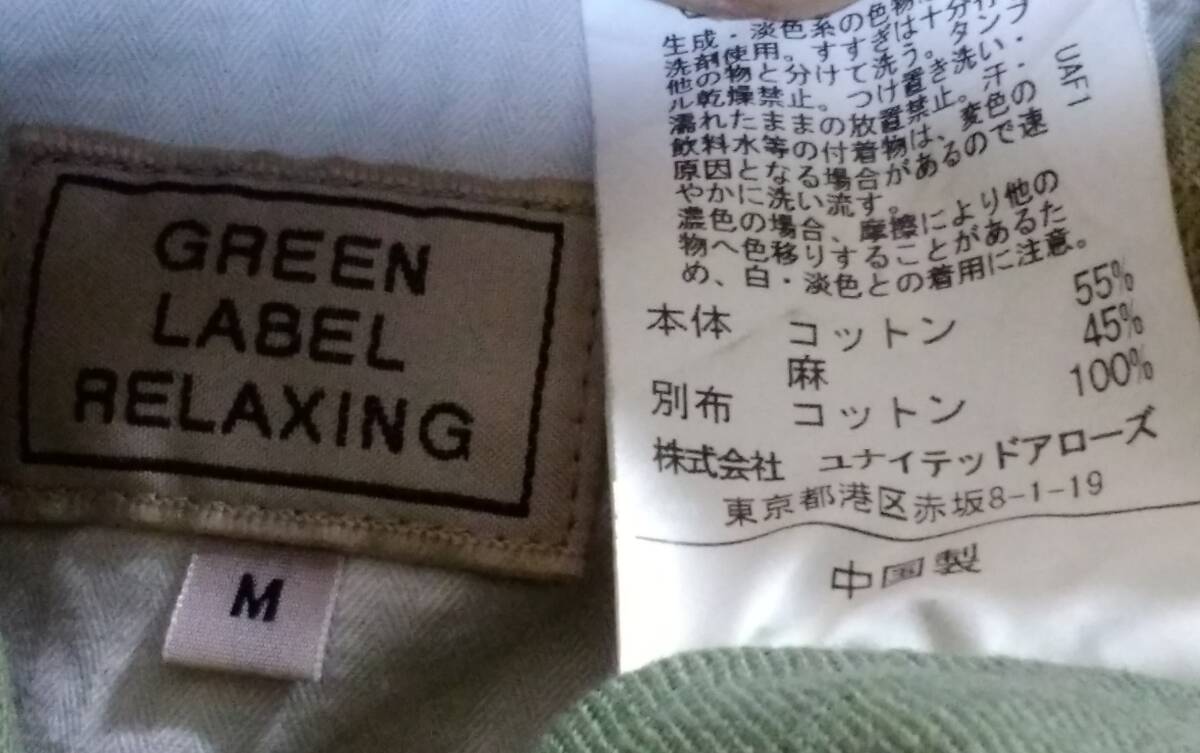 GREEN
LABEL
RELAXING
M
生成・淡色系の色物は
洗剤使用。すすぎは十分行
他の物と分けて洗う。タンブ
ル乾燥禁止。つけ置き洗い・
濡れたままの放置禁止。汗・
飲料水等の付着物は、変色の
原因となる場合があるので速
やかに洗い流す。
濃色の場合、摩擦により他の
物へ色移りすることがあるた
め、白・淡色との着用に注意。
本体 コットン 55%
麻 45%
別布 コットン 100%
株式会社 ユナイテッドアローズ
東京都港区赤坂8-1-19
中国製
UAF1